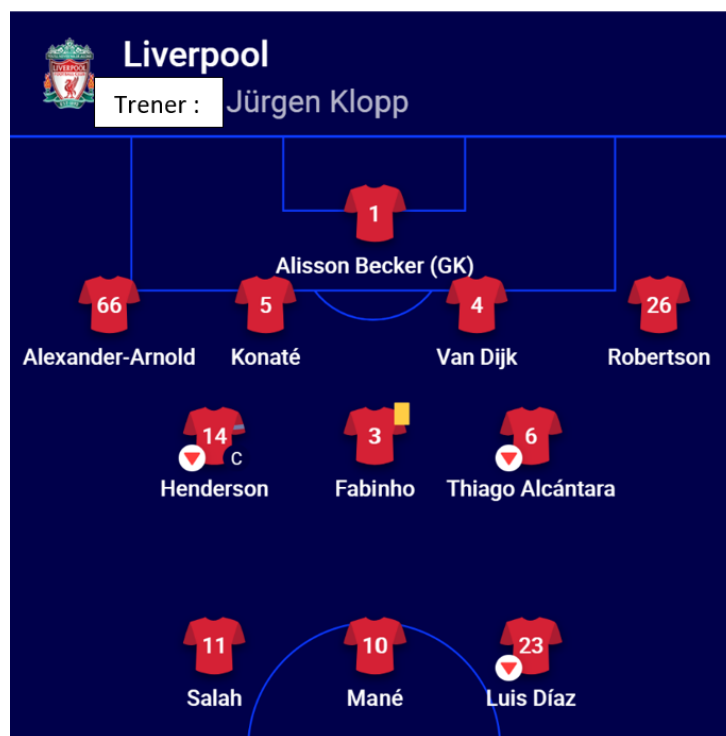 Liverpool
LIVERPOOL
Trener : Jürgen Klopp
1
Alisson Becker (GK)
66 5 4 26
Alexander-Arnold Konaté Van Dijk Robertson
14 3 6
C
Henderson Fabinho Thiago Alcántara
11 10 23
Salah Mané Luis Díaz